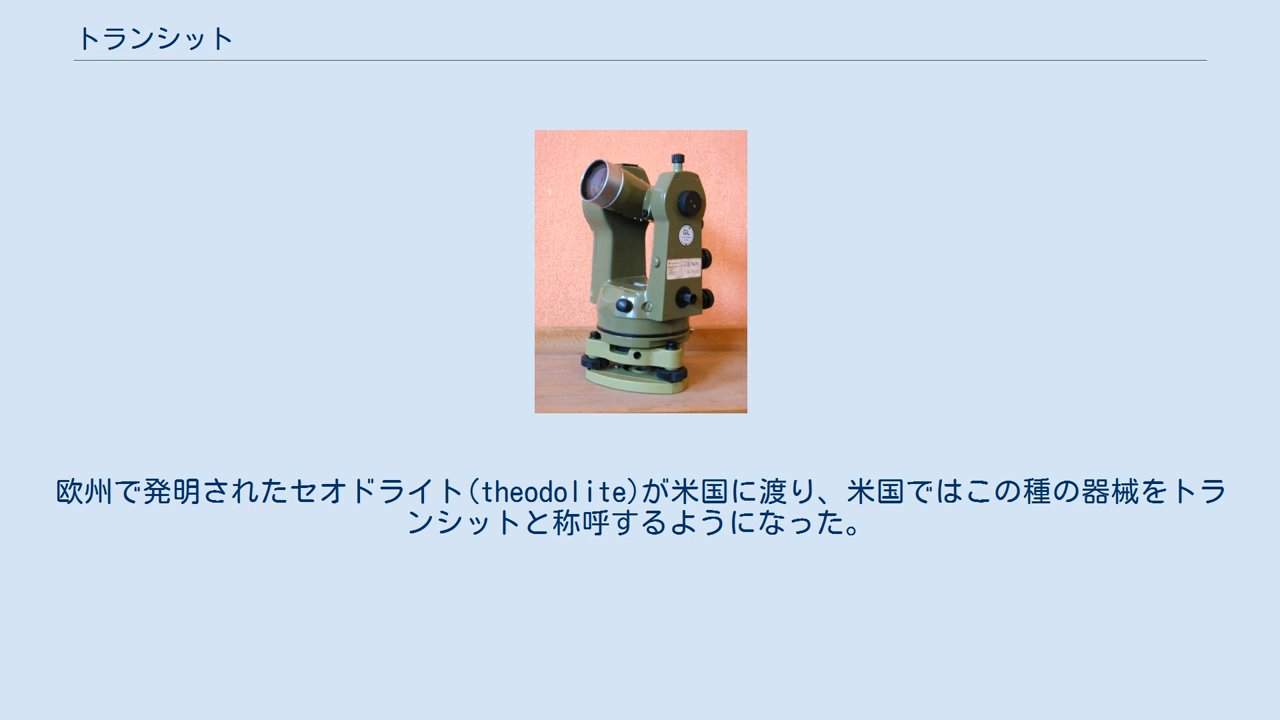 トランシット
欧州で発明されたセオドライト(theodolite)が米国に渡り、米国ではこの種の器械をトラ
ンシットと称呼するようになった。